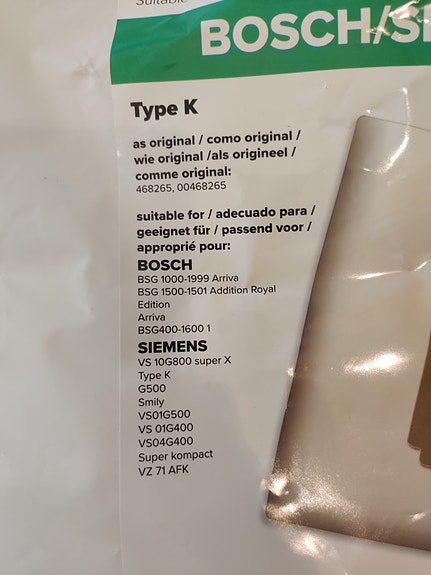 Suitable
BOSCH/SI
Type K
as original / como original /
wie original /als origineel /
comme original:
468265, 00468265
suitable for / adecuado para /
geeignet für / passend voor /
approprié pour:
BOSCH
BSG 1000-1999 Arriva
BSG 1500-1501 Addition Royal
Edition
Arriva
BSG400-1600 1
SIEMENS
VS 10G800 super X
Type K
G500
Smily
VS01G500
VS 01G400
VS04G400
Super kompact
VZ 71 AFK